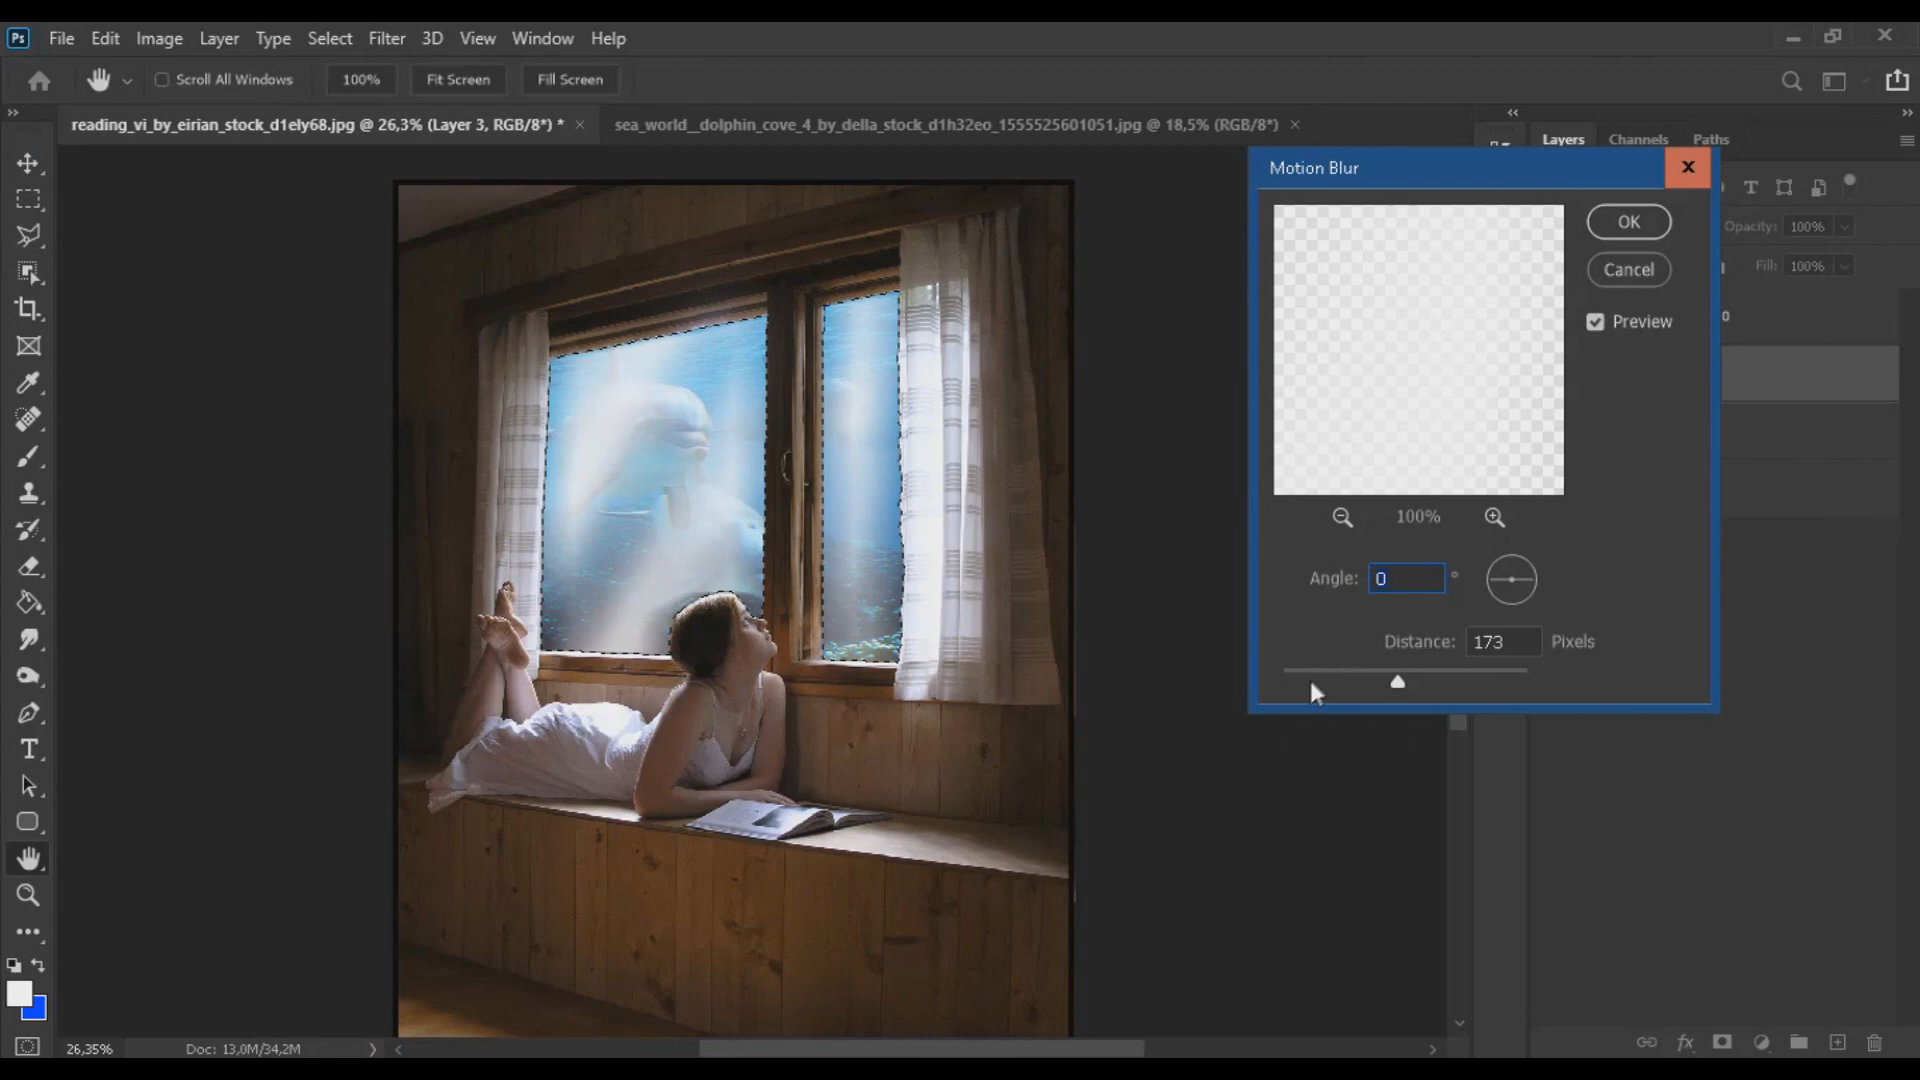 Ps File Edit Image Layer Type Select Filter 3D View Window Help
Scroll All Windows 100% Fit Screen Fill Screen
reading_vi_by_eirian_stock_d1ely68.jpg @ 26,3% (Layer 3, RGB/8*) * sea_world__dolphin_cove_4_by_della_stock_d1h32eo_1555525601051.jpg @ 18,5% (RGB/8*)
Layers Channels Paths
Motion Blur
OK
Opacity: 100%
Cancel
Fill: 100%
Preview
100%
Angle: 0 °
Distance: 173 Pixels
26,35% Doc: 13,0M/34,2M
fx